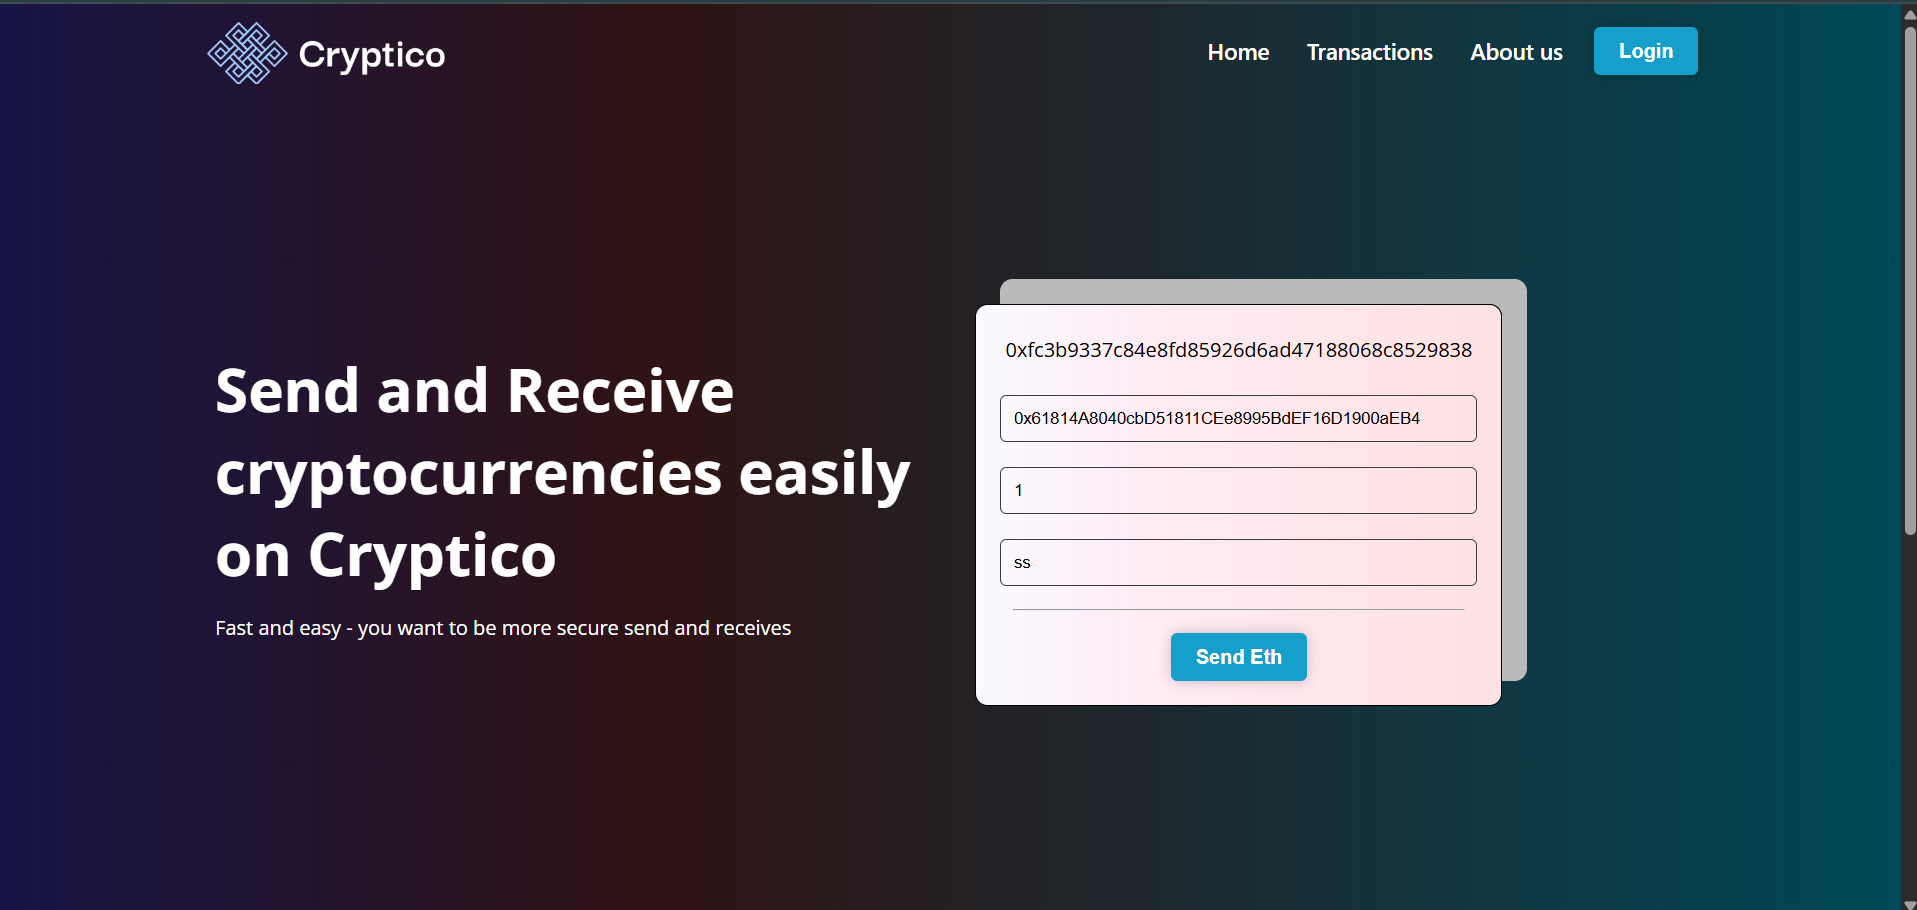 Cryptico
Home Transactions About us Login
Send and Receive
cryptocurrencies easily
on Cryptico
Fast and easy - you want to be more secure send and receives
0xfc3b9337c84e8fd85926d6ad47188068c8529838
0x61814A8040cbD51811CEe8995BdEF16D1900aEB4
1
ss
Send Eth